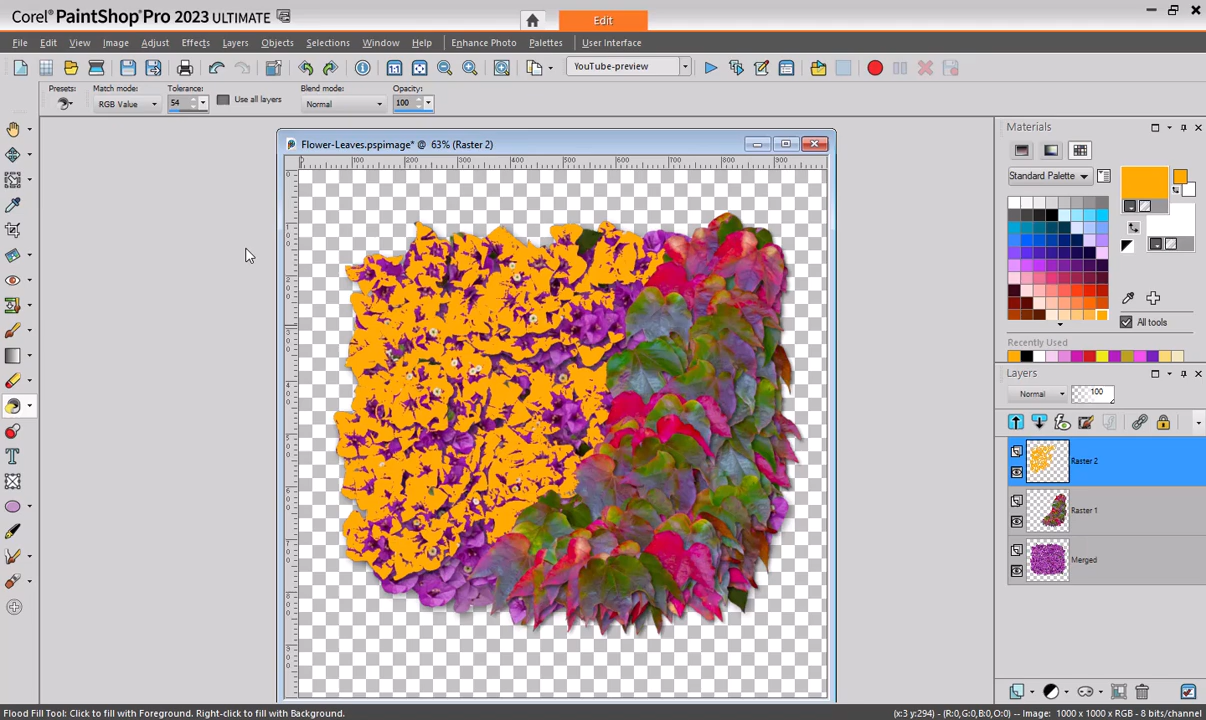 Corel® PaintShop® Pro 2023 ULTIMATE
Edit
File Edit View Image Adjust Effects Layers Objects Selections Window Help Enhance Photo Palettes User Interface
YouTube-preview
Presets: Match mode: Tolerance: Blend mode: Opacity:
RGB Value 54 Use all layers Normal 100
Flower-Leaves.pspimage* @ 63% (Raster 2)
Materials
Standard Palette
All tools
Recently Used
Layers
Normal 100
Raster 2
Raster 1
Merged
Flood Fill Tool: Click to fill with Foreground. Right-click to fill with Background.
(x:3 y:294) - (R:0,G:0,B:0,O:0) -- Image: 1000 x 1000 x RGB - 8 bits/channel